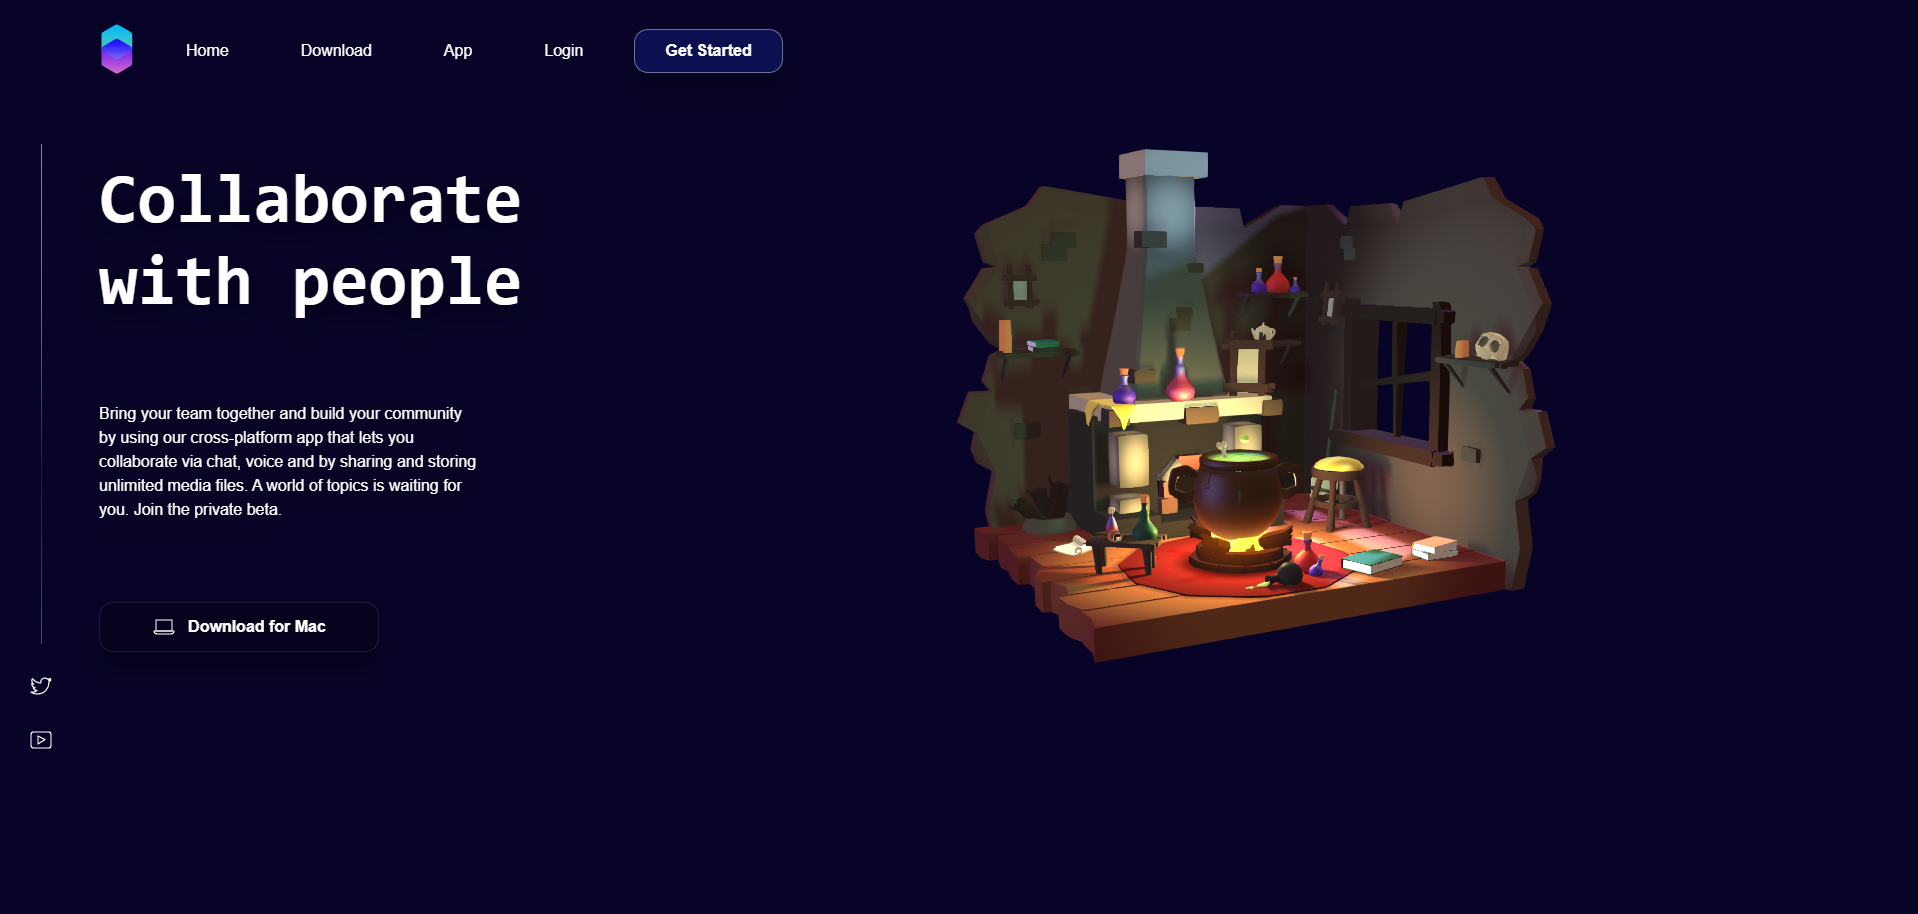 Home
Download
App
Login
Get Started
Collaborate
with people
Bring your team together and build your community
by using our cross-platform app that lets you
collaborate via chat, voice and by sharing and storing
unlimited media files. A world of topics is waiting for
you. Join the private beta.
Download for Mac